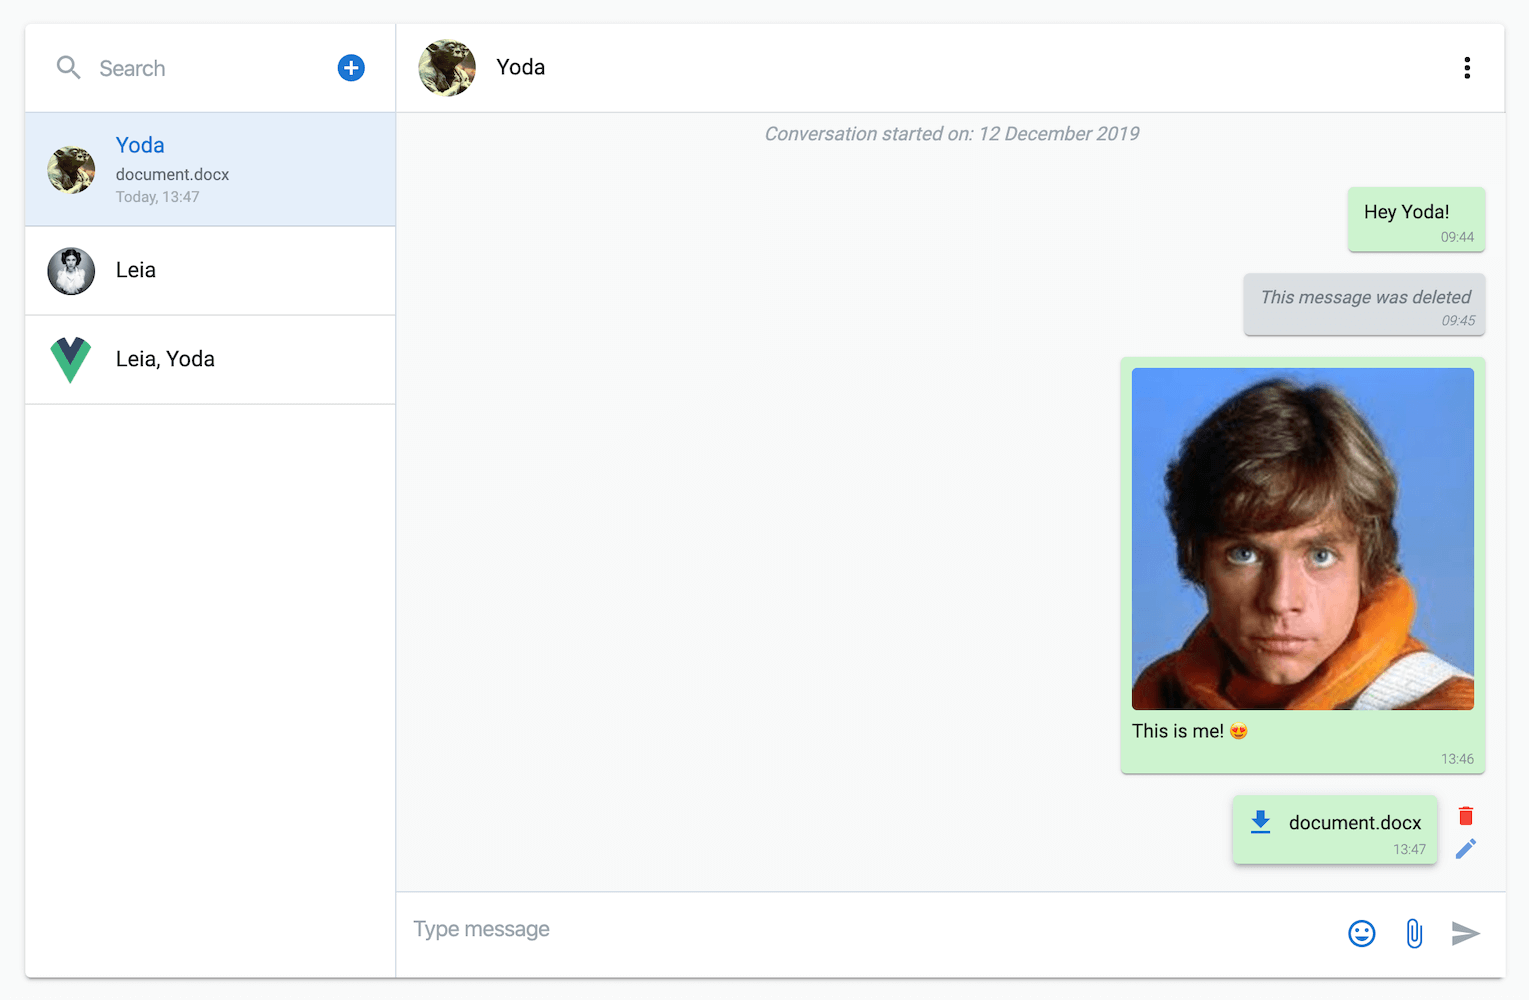 Search
Yoda
document.docx
Today, 13:47
Leia
Leia, Yoda
Yoda
Conversation started on: 12 December 2019
Hey Yoda!
09:44
This message was deleted
09:45
This is me! 😍
13:46
document.docx
13:47
Type message